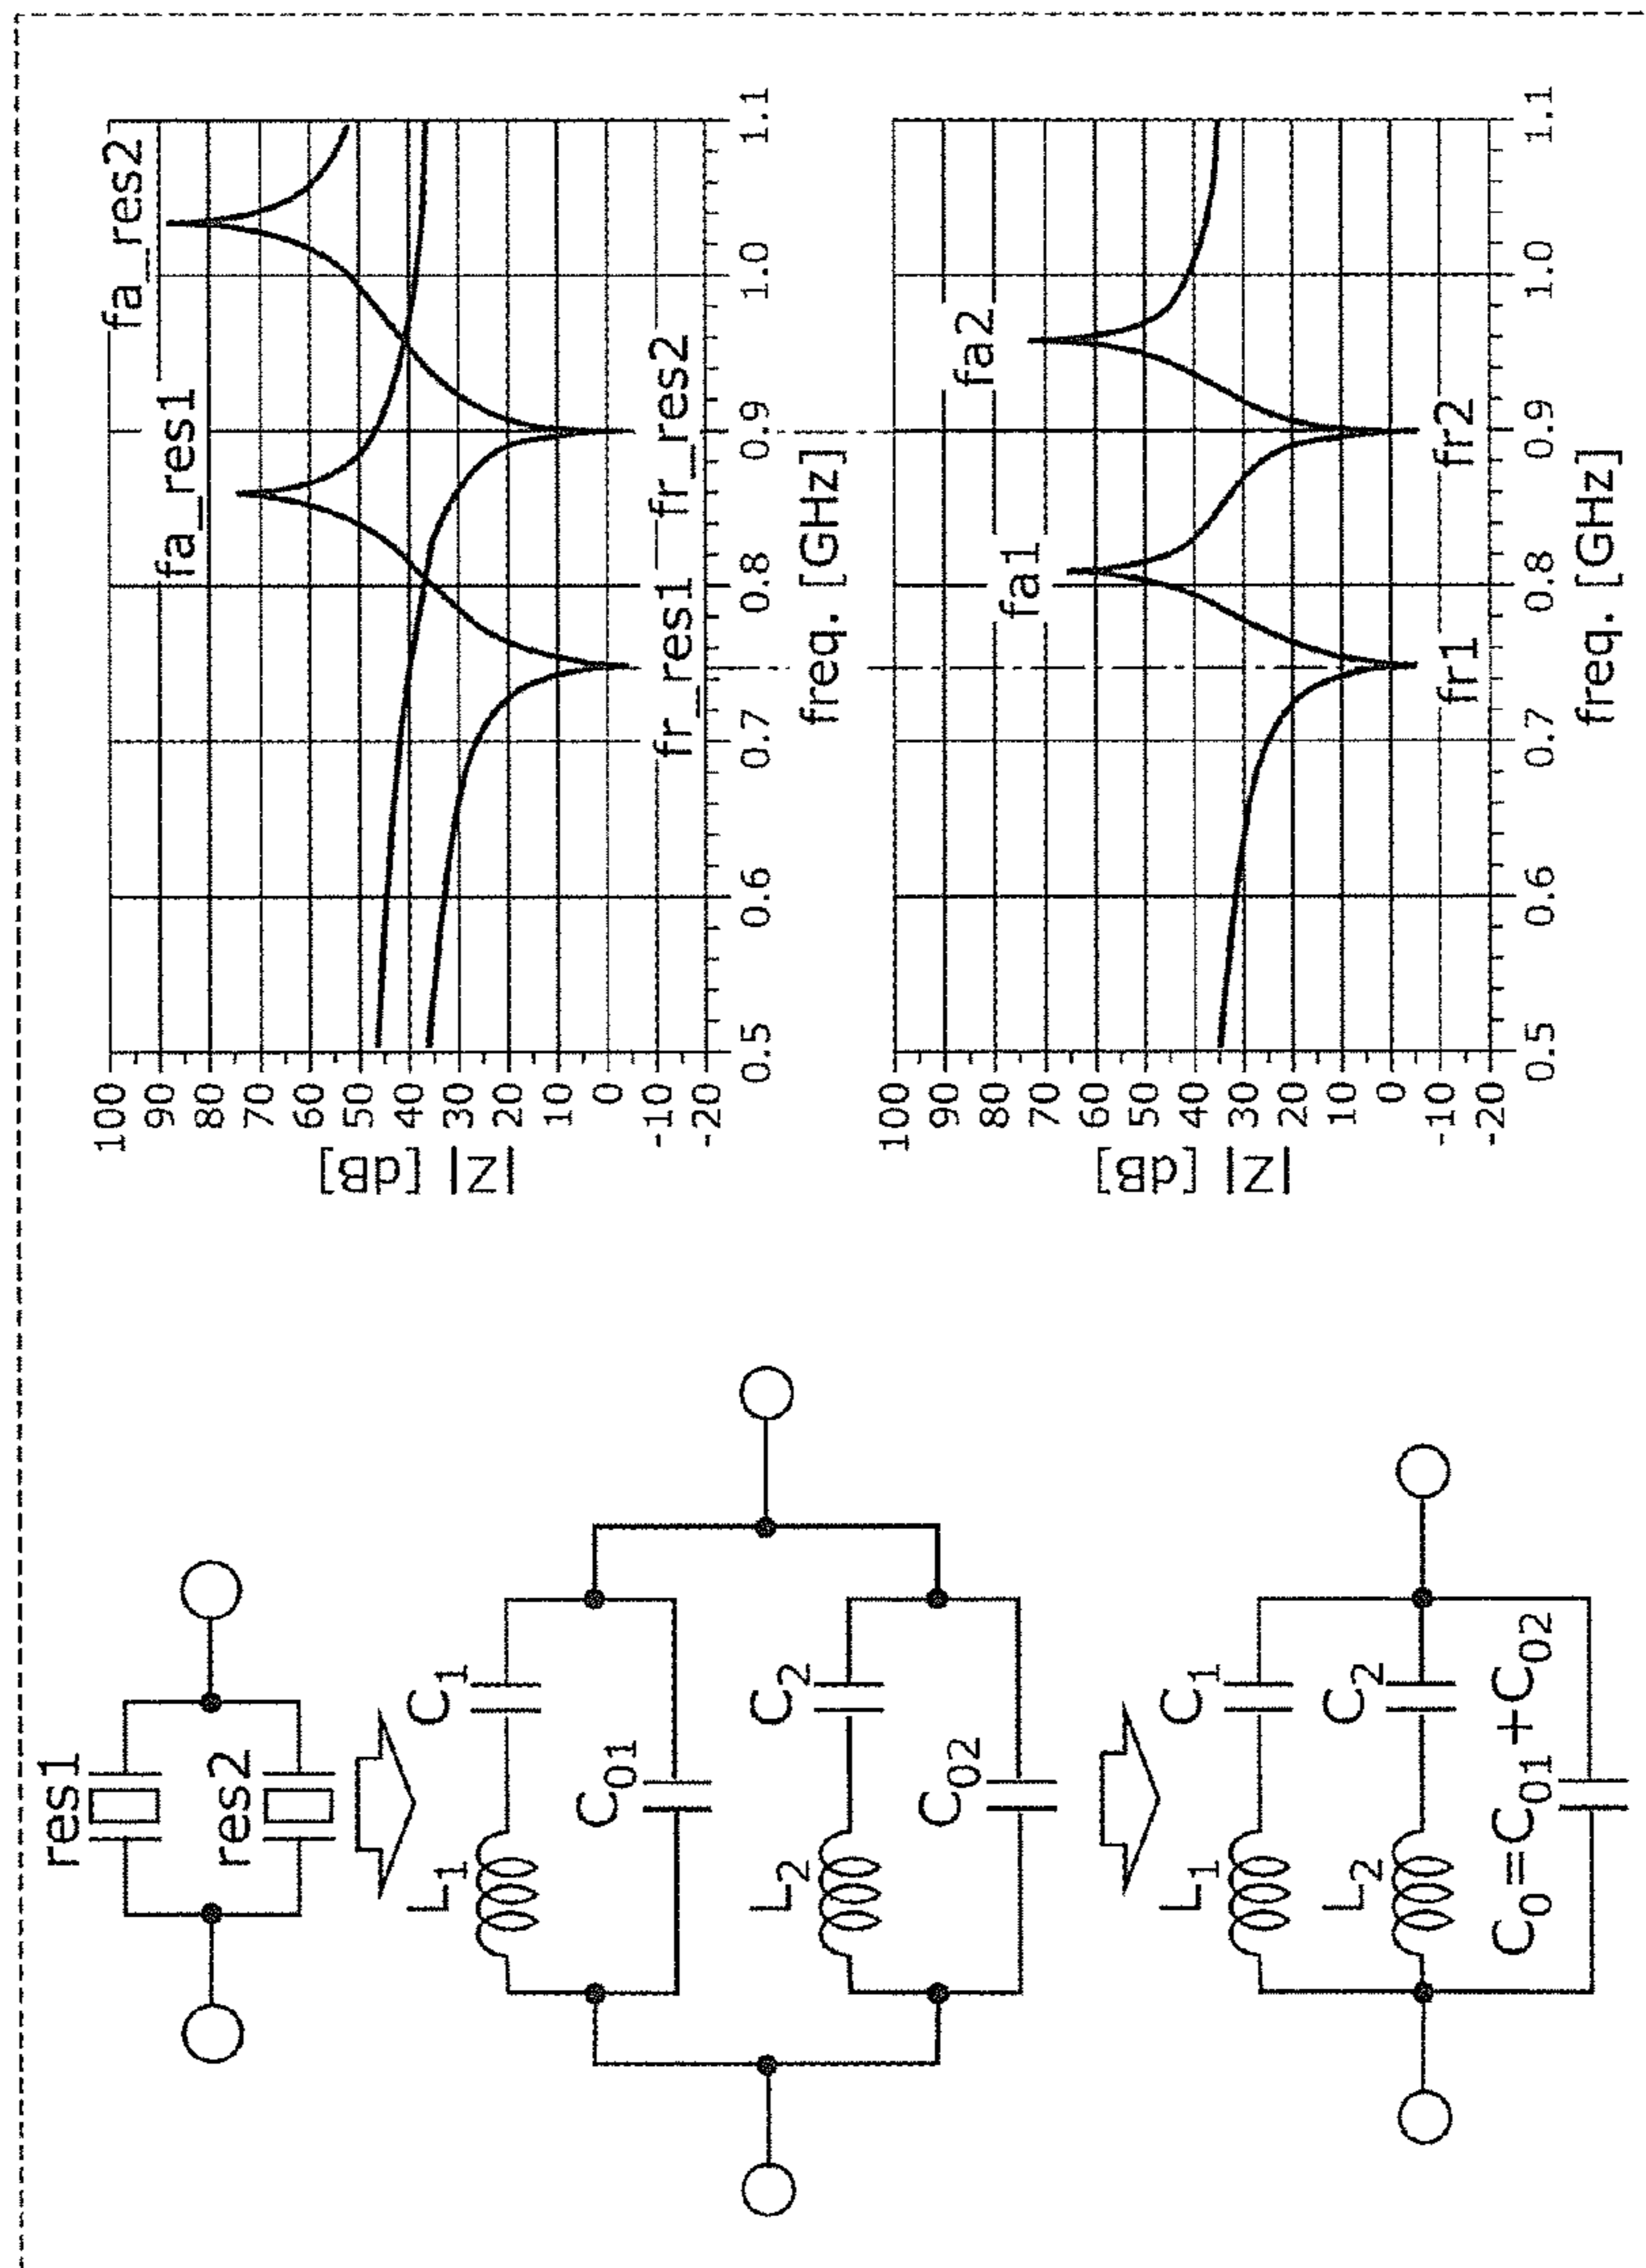 res1
res2
L1
C1
C01
L2
C2
C02
L1
C1
L2
C2
C0=C01+C02
|Z| [dB]
100
90
80
70
60
50
40
30
20
10
0
-10
-20
fa_res1
fa_res2
fr_res1
fr_res2
0.5
0.6
0.7
0.8
0.9
1.0
1.1
freq. [GHz]
|Z| [dB]
100
90
80
70
60
50
40
30
20
10
0
-10
-20
fa1
fa2
fr1
fr2
0.5
0.6
0.7
0.8
0.9
1.0
1.1
freq. [GHz]